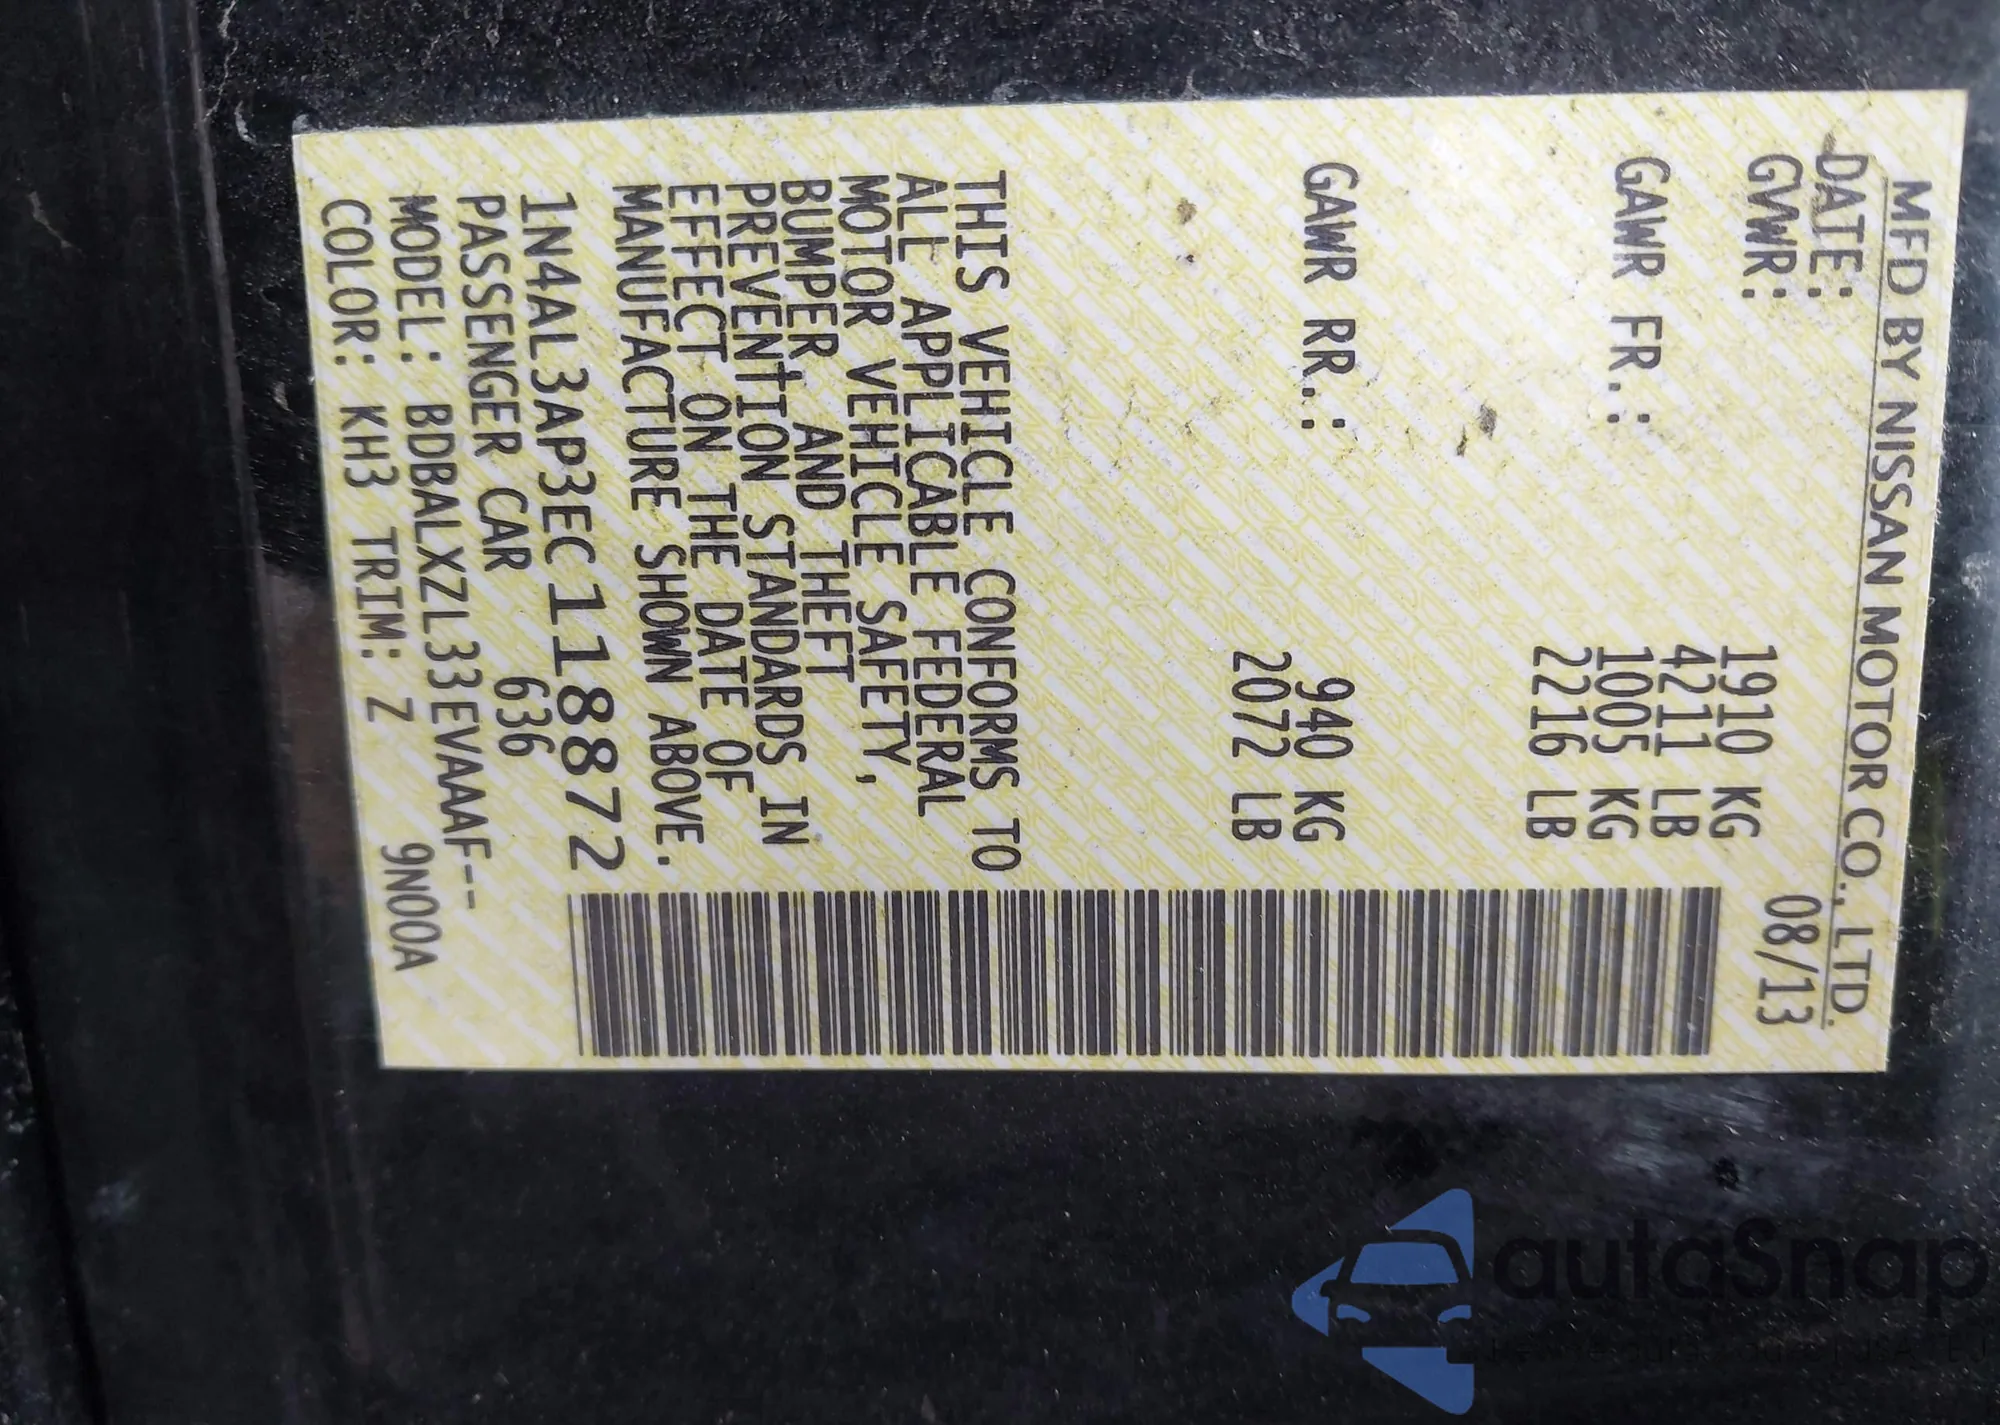 MFD BY NISSAN MOTOR CO., LTD.
DATE: 08/13
GVWR: 1910 KG
4211 LB
GAWR FR.: 1005 KG
2216 LB
GAWR RR.: 940 KG
2072 LB
THIS VEHICLE CONFORMS TO
ALL APPLICABLE FEDERAL
MOTOR VEHICLE SAFETY,
BUMPER AND THEFT
PREVENTION STANDARDS IN
EFFECT ON THE DATE OF
MANUFACTURE SHOWN ABOVE.
1N4AL3AP3EC118872
PASSENGER CAR 636
MODEL: BDBALXZL33EVAAAF--
COLOR: KH3 TRIM: Z 9N00A
autaSnap